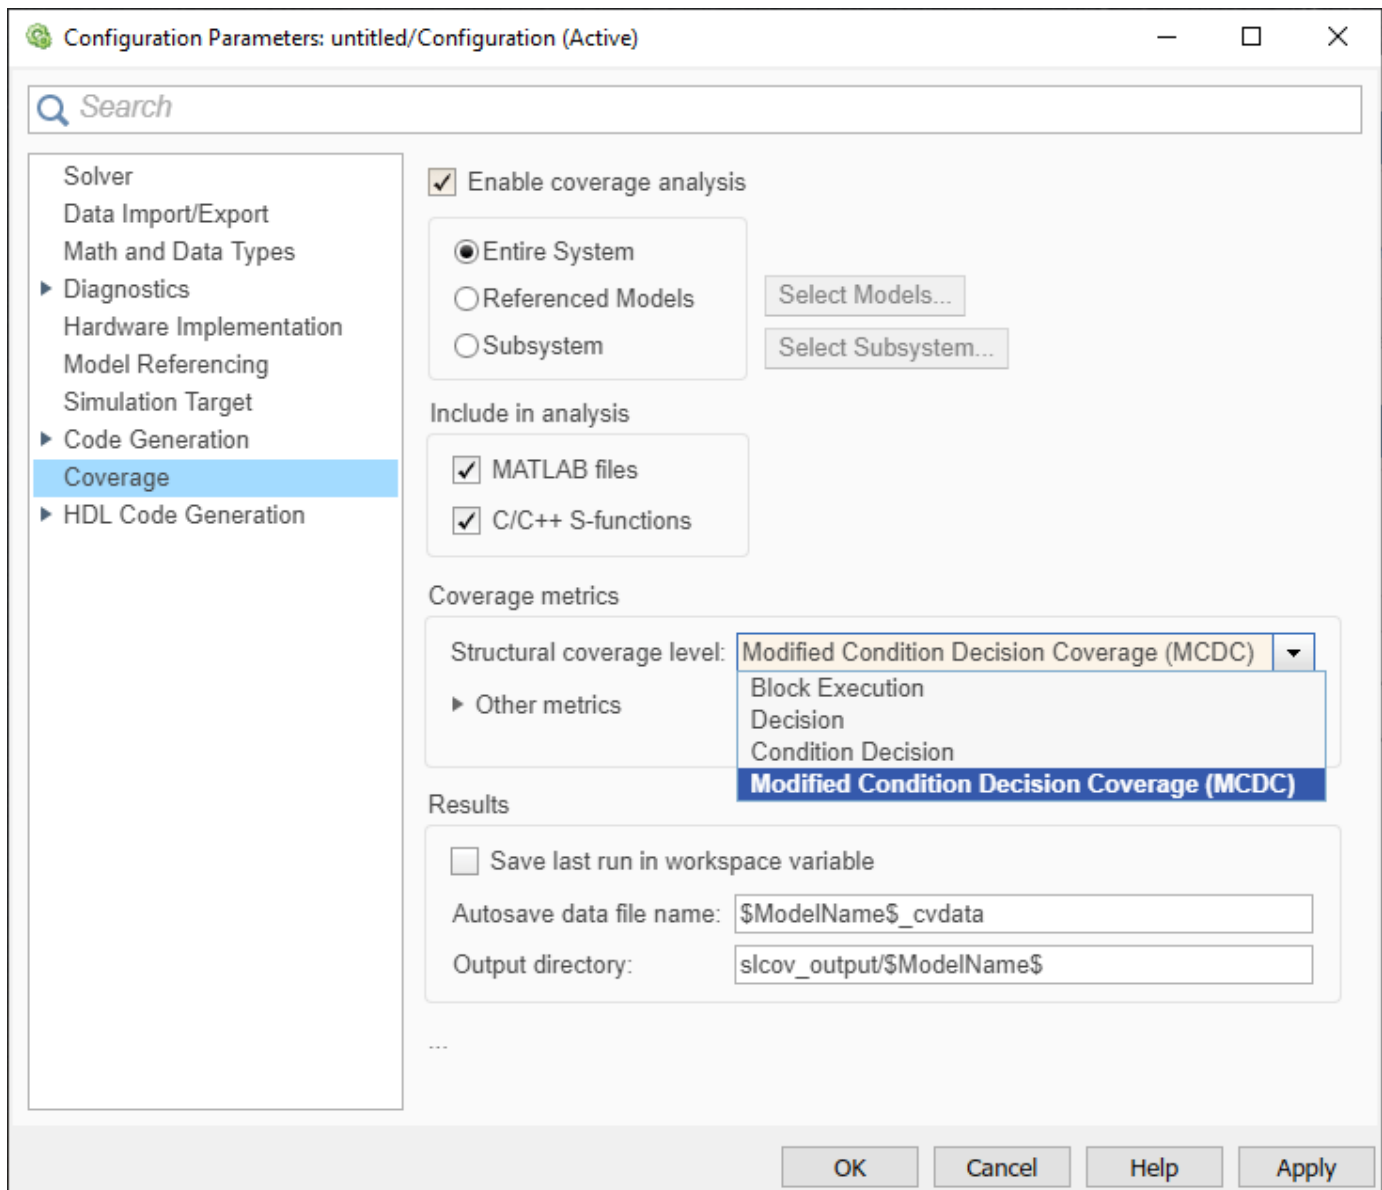 Configuration Parameters: untitled/Configuration (Active)
Search
Solver
Data Import/Export
Math and Data Types
Diagnostics
Hardware Implementation
Model Referencing
Simulation Target
Code Generation
Coverage
HDL Code Generation
Enable coverage analysis
Entire System
Referenced Models
Select Models...
Subsystem
Select Subsystem...
Include in analysis
MATLAB files
C/C++ S-functions
Coverage metrics
Structural coverage level: Modified Condition Decision Coverage (MCDC)
Other metrics
Block Execution
Decision
Condition Decision
Modified Condition Decision Coverage (MCDC)
Results
Save last run in workspace variable
Autosave data file name: $ModelName$_cvdata
Output directory: slcov_output/$ModelName$
...
OK Cancel Help Apply